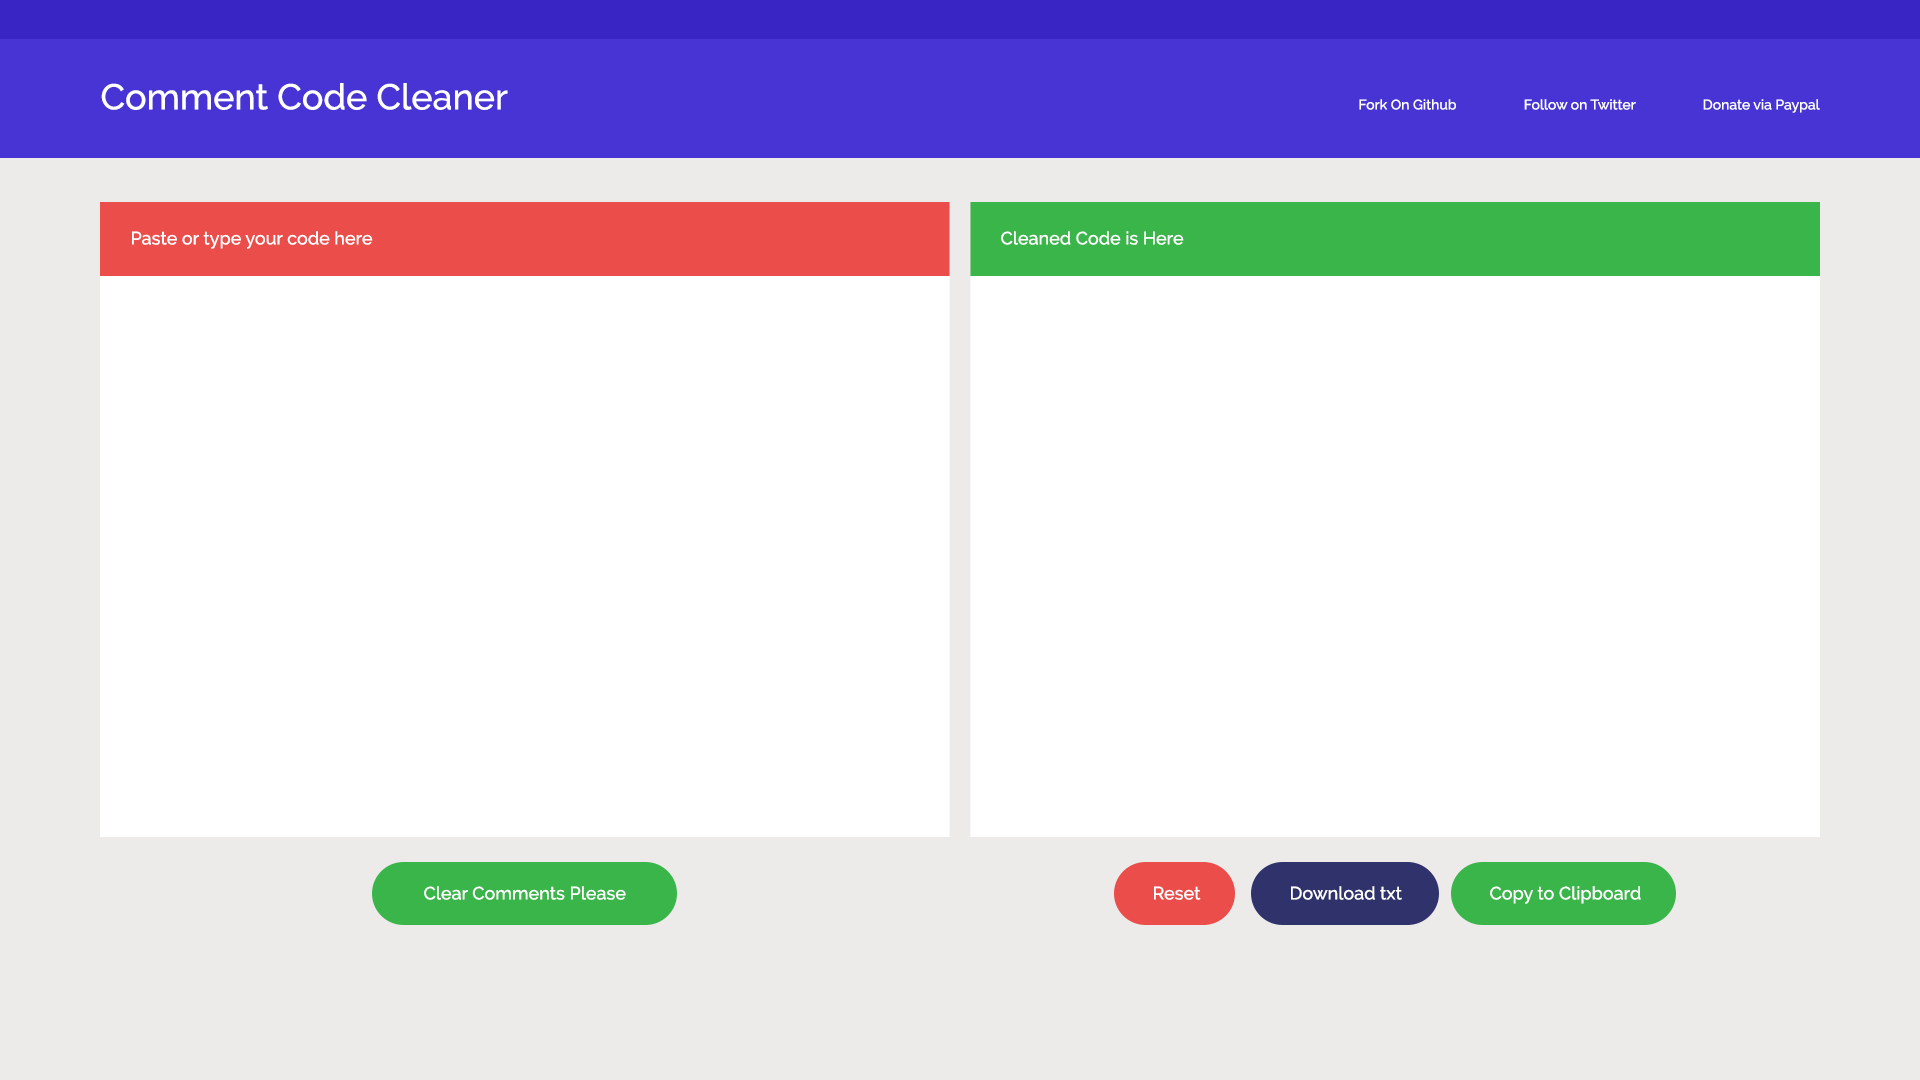 Comment Code Cleaner
Fork On Github
Follow on Twitter
Donate via Paypal
Paste or type your code here
Cleaned Code is Here
Clear Comments Please
Reset
Download txt
Copy to Clipboard